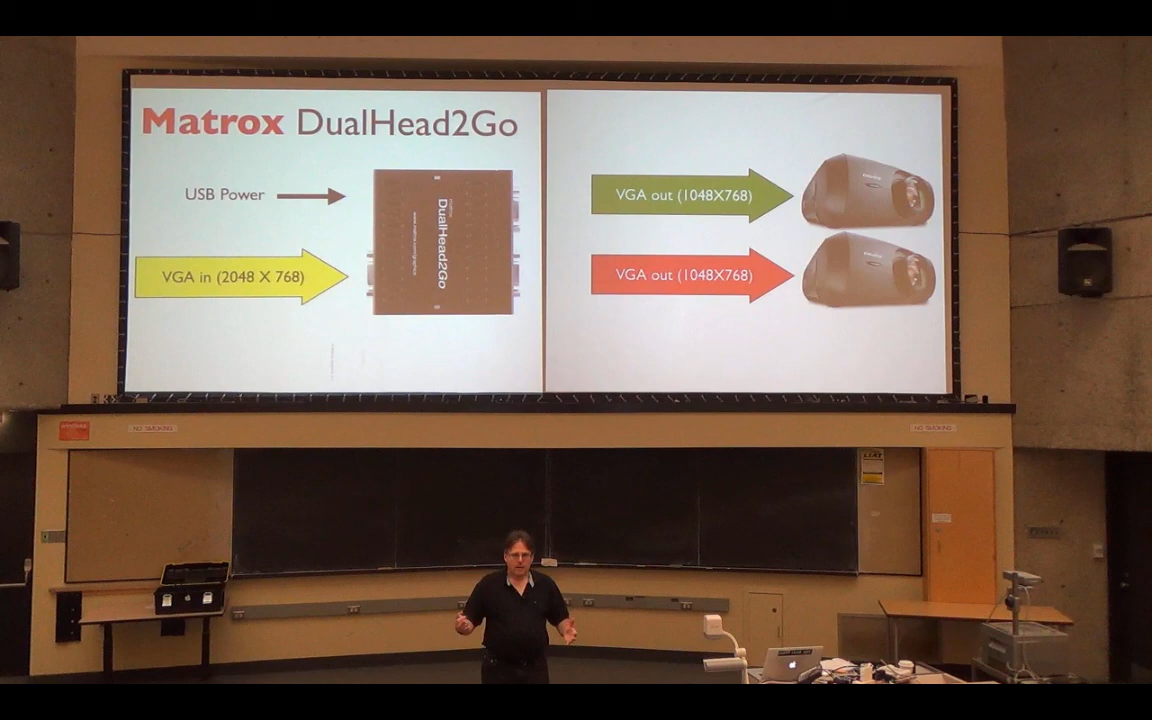 Matrox DualHead2Go
USB Power
VGA in (2048 X 768)
matrox
DualHead2Go
VGA out (1048X768)
VGA out (1048X768)
NO SMOKING
NO SMOKING